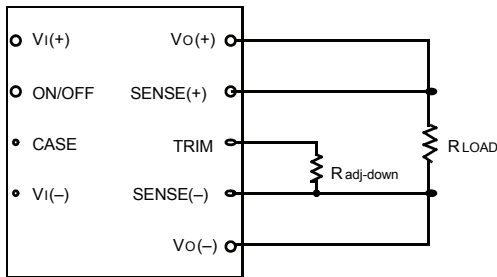 VI(+) VO(+)
ON/OFF SENSE(+)
CASE TRIM
RLOAD
Radj-down
VI(–) SENSE(–)
VO(–)